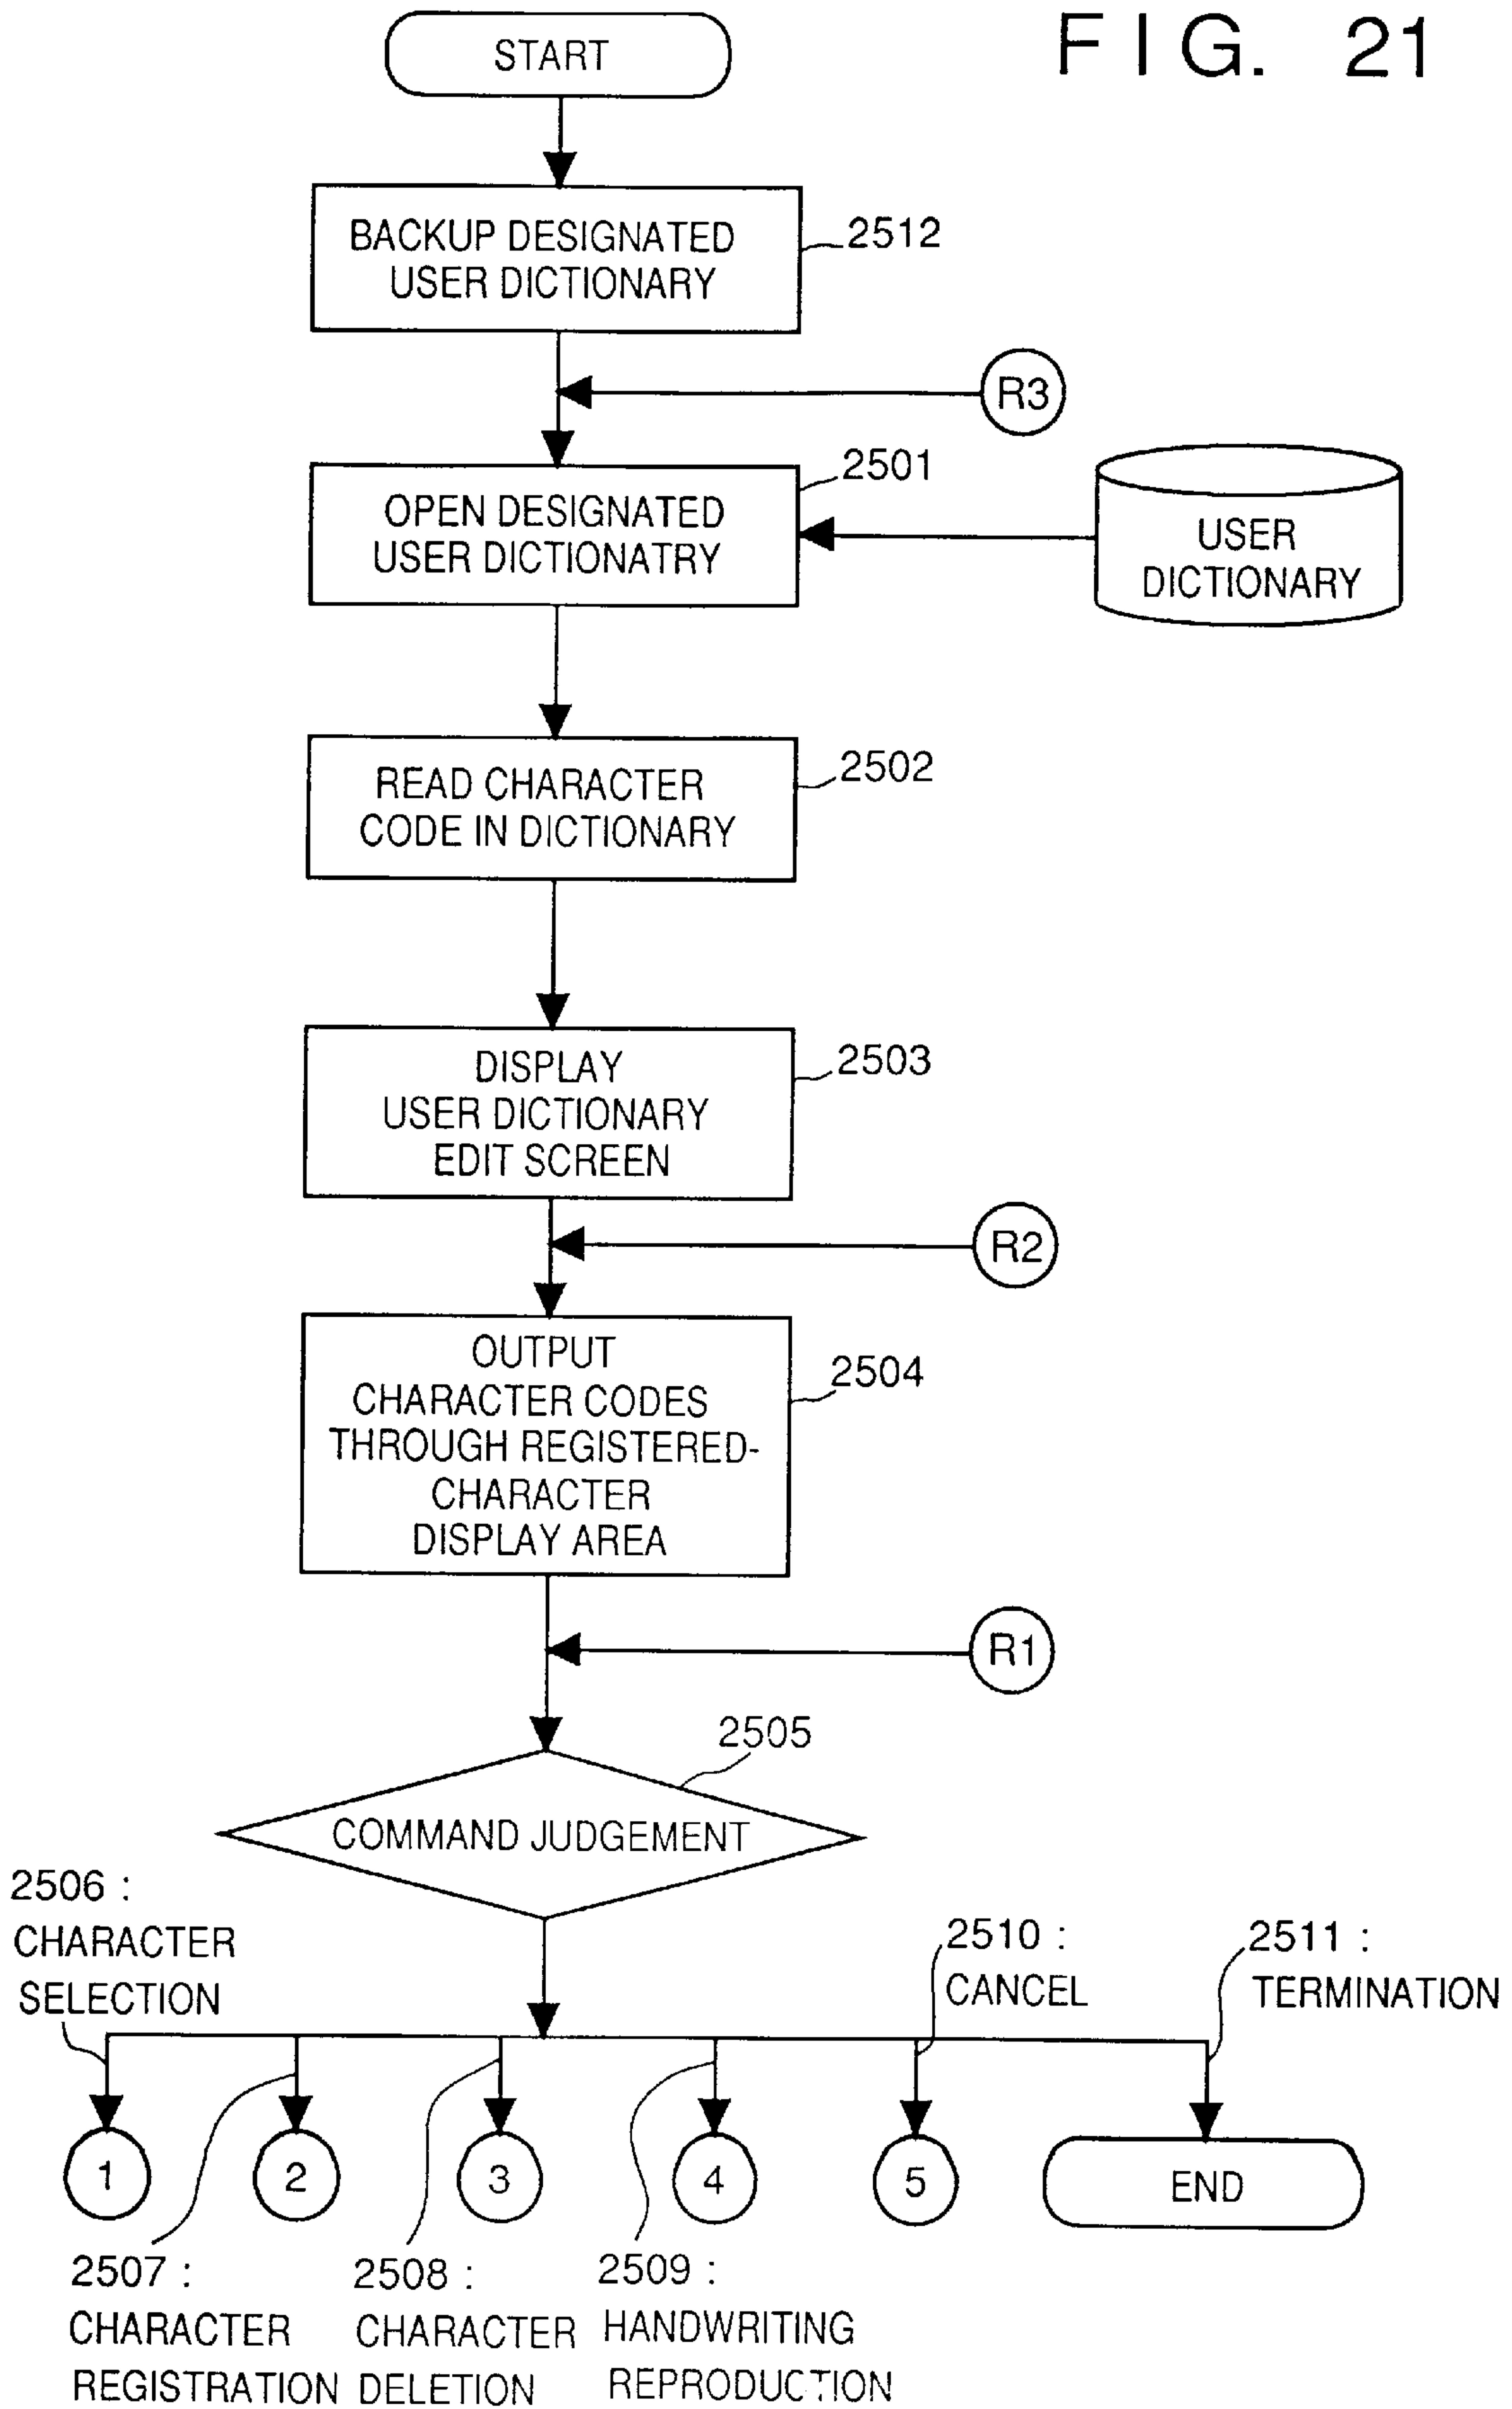 FIG. 21
START
BACKUP DESIGNATED
USER DICTIONARY
2512
R3
OPEN DESIGNATED
USER DICTIONATRY
2501
USER
DICTIONARY
READ CHARACTER
CODE IN DICTIONARY
2502
DISPLAY
USER DICTIONARY
EDIT SCREEN
2503
R2
OUTPUT
CHARACTER CODES
THROUGH REGISTERED-
CHARACTER
DISPLAY AREA
2504
R1
2505
COMMAND JUDGEMENT
2506 :
CHARACTER
SELECTION
2510 :
CANCEL
2511 :
TERMINATION
1
2
3
4
5
END
2507 :
CHARACTER
REGISTRATION
2508 :
CHARACTER
DELETION
2509 :
HANDWRITING
REPRODUCTION